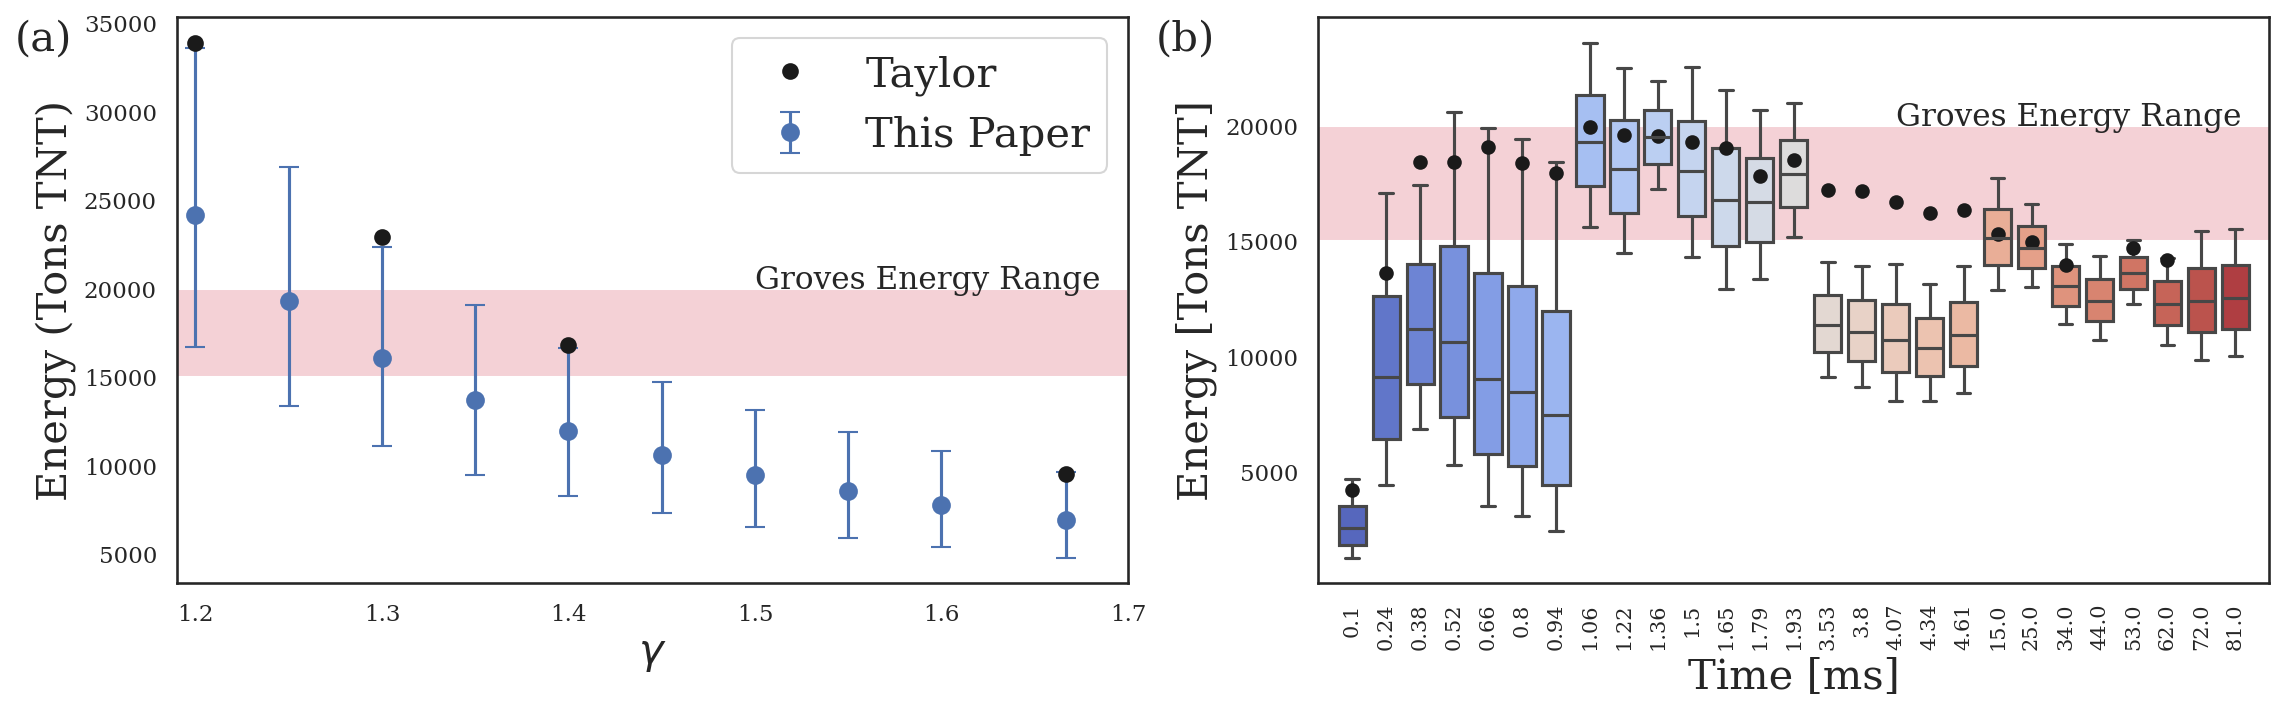 (a)
Energy (Tons TNT)
35000
30000
25000
20000
15000
10000
5000
Taylor
This Paper
Groves Energy Range
1.2 1.3 1.4 1.5 1.6 1.7
γ
(b)
Energy [Tons TNT]
20000
15000
10000
5000
Groves Energy Range
0.1 0.24 0.38 0.52 0.66 0.8 0.94 1.06 1.22 1.36 1.5 1.65 1.79 1.93 3.53 3.8 4.07 4.34 4.61 15.0 25.0 34.0 44.0 53.0 62.0 72.0 81.0
Time [ms]